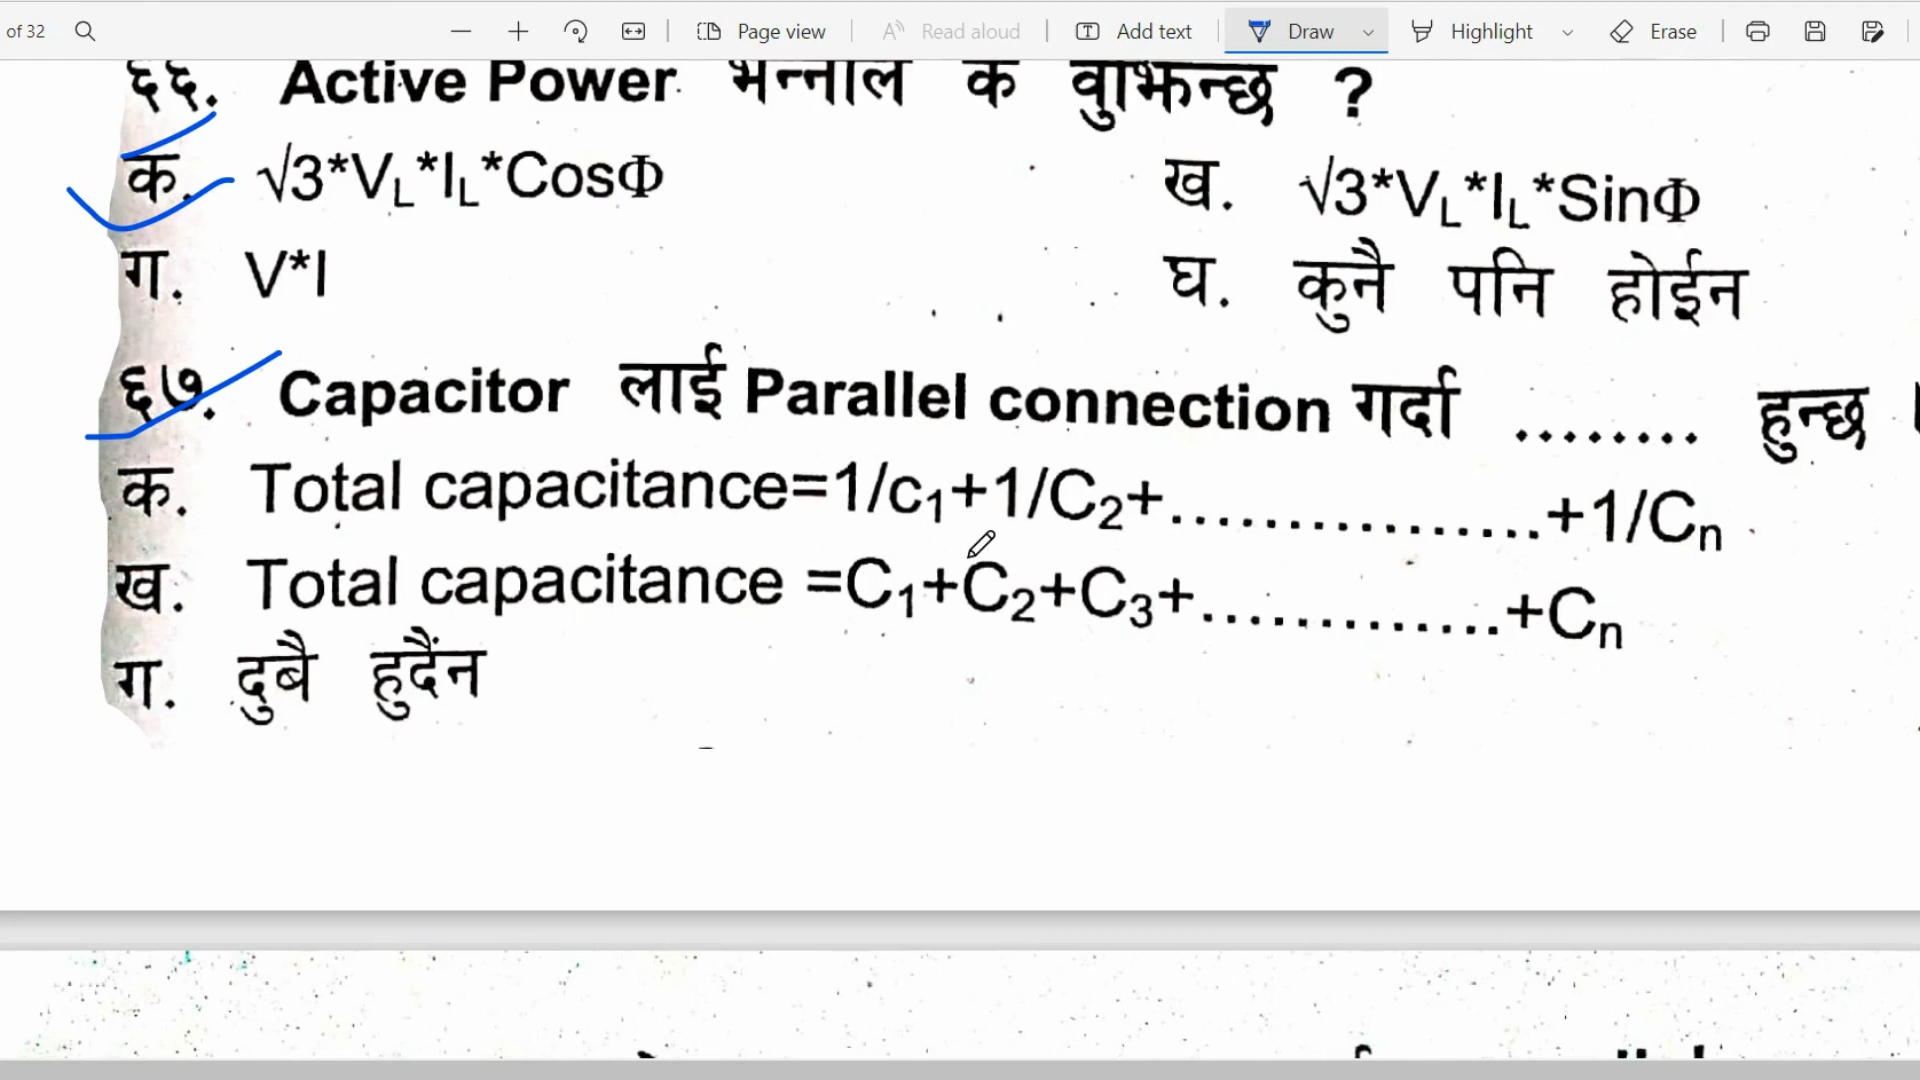 of 32 Page view Read aloud Add text Draw Highlight Erase
६६. Active Power भन्नाले के वुझिन्छ ?
क. √3*VL*IL*CosΦ ख. √3*VL*IL*SinΦ
ग. V*I घ. कुनै पनि होईन
६७. Capacitor लाई Parallel connection गर्दा ........ हुन्छ ।
क. Total capacitance=1/c1+1/C2+................+1/Cn
ख. Total capacitance =C1+C2+C3+.............+Cn
ग. दुबै हुदैंन